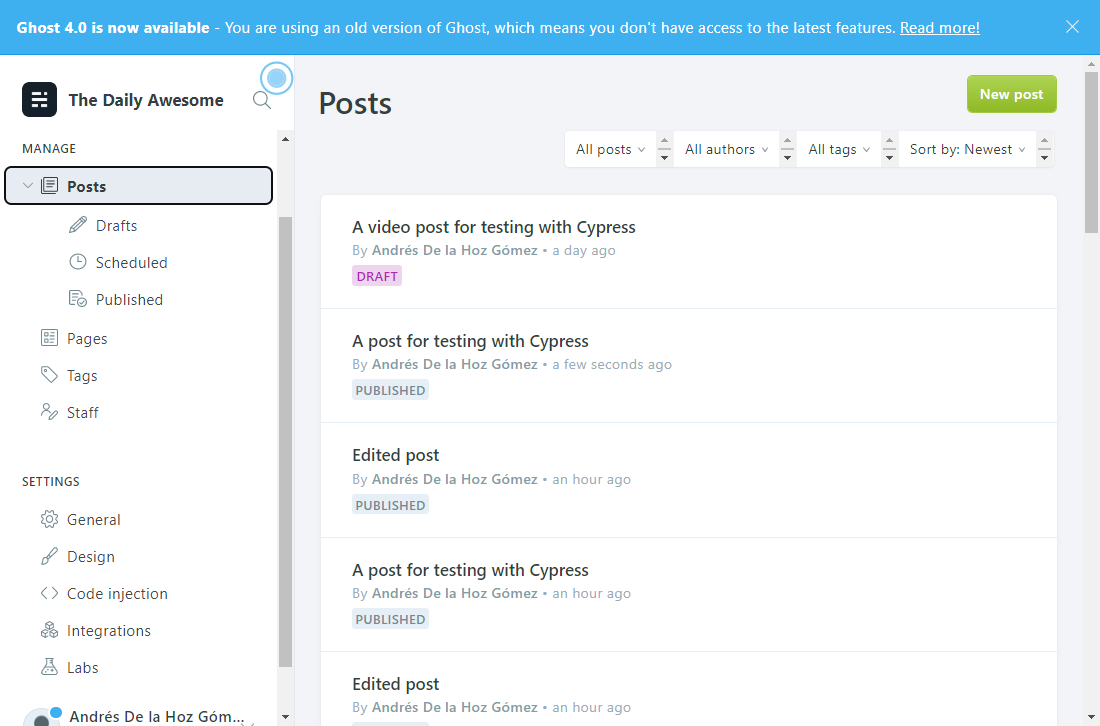 Ghost 4.0 is now available - You are using an old version of Ghost, which means you don't have access to the latest features. Read more!
The Daily Awesome
MANAGE
Posts
Drafts
Scheduled
Published
Pages
Tags
Staff
SETTINGS
General
Design
Code injection
Integrations
Labs
Andrés De la Hoz Góm...
Posts
New post
All posts
All authors
All tags
Sort by: Newest
A video post for testing with Cypress
By Andrés De la Hoz Gómez • a day ago
DRAFT
A post for testing with Cypress
By Andrés De la Hoz Gómez • a few seconds ago
PUBLISHED
Edited post
By Andrés De la Hoz Gómez • an hour ago
PUBLISHED
A post for testing with Cypress
By Andrés De la Hoz Gómez • an hour ago
PUBLISHED
Edited post
By Andrés De la Hoz Gómez • an hour ago